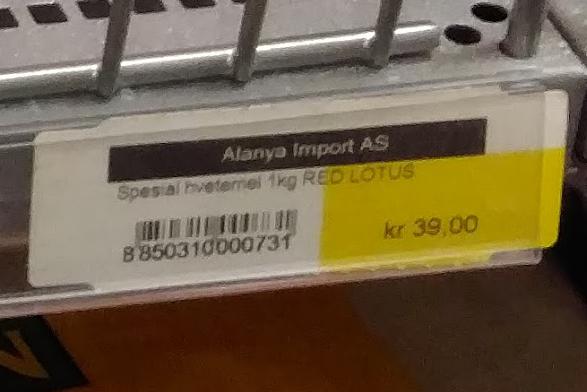 Alanya Import AS
Spesial hvetemel 1kg RED LOTUS
kr 39,00
8 850310 000731